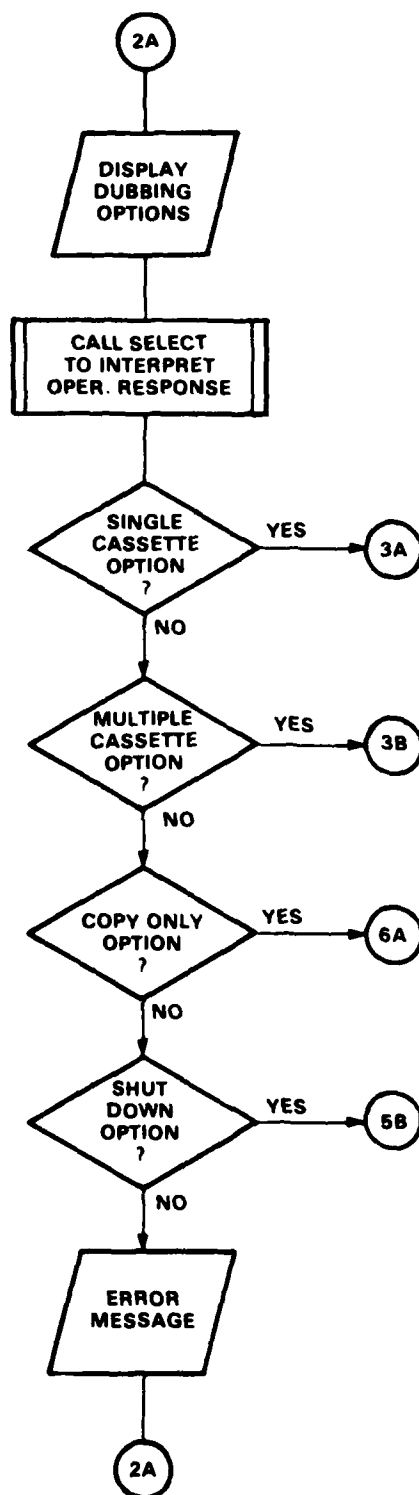 2A
DISPLAY
DUBBING
OPTIONS
CALL SELECT
TO INTERPRET
OPER. RESPONSE
SINGLE
CASSETTE
OPTION
?
YES
3A
NO
MULTIPLE
CASSETTE
OPTION
?
YES
3B
NO
COPY ONLY
OPTION
?
YES
6A
NO
SHUT
DOWN
OPTION
?
YES
5B
NO
ERROR
MESSAGE
2A